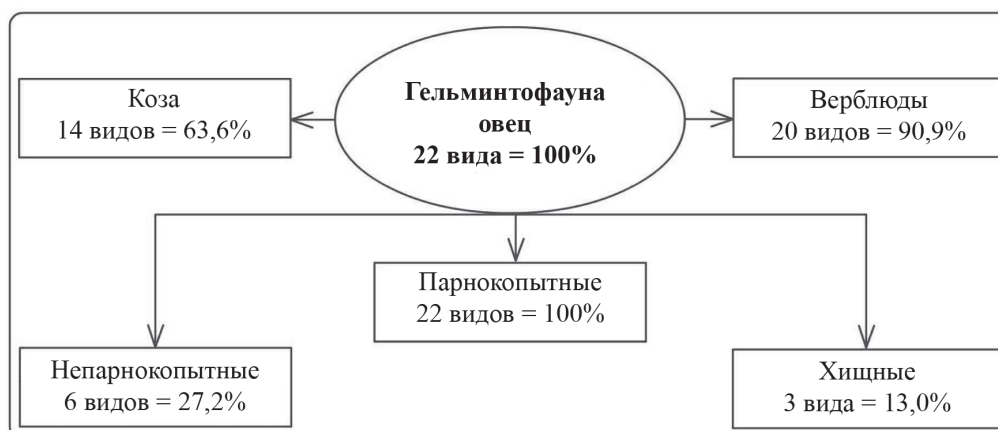 Коза
14 видов = 63,6%
Гельминтофауна
овец
22 вида = 100%
Верблюды
20 видов = 90,9%
Парнокопытные
22 видов = 100%
Непарнокопытные
6 видов = 27,2%
Хищные
3 вида = 13,0%